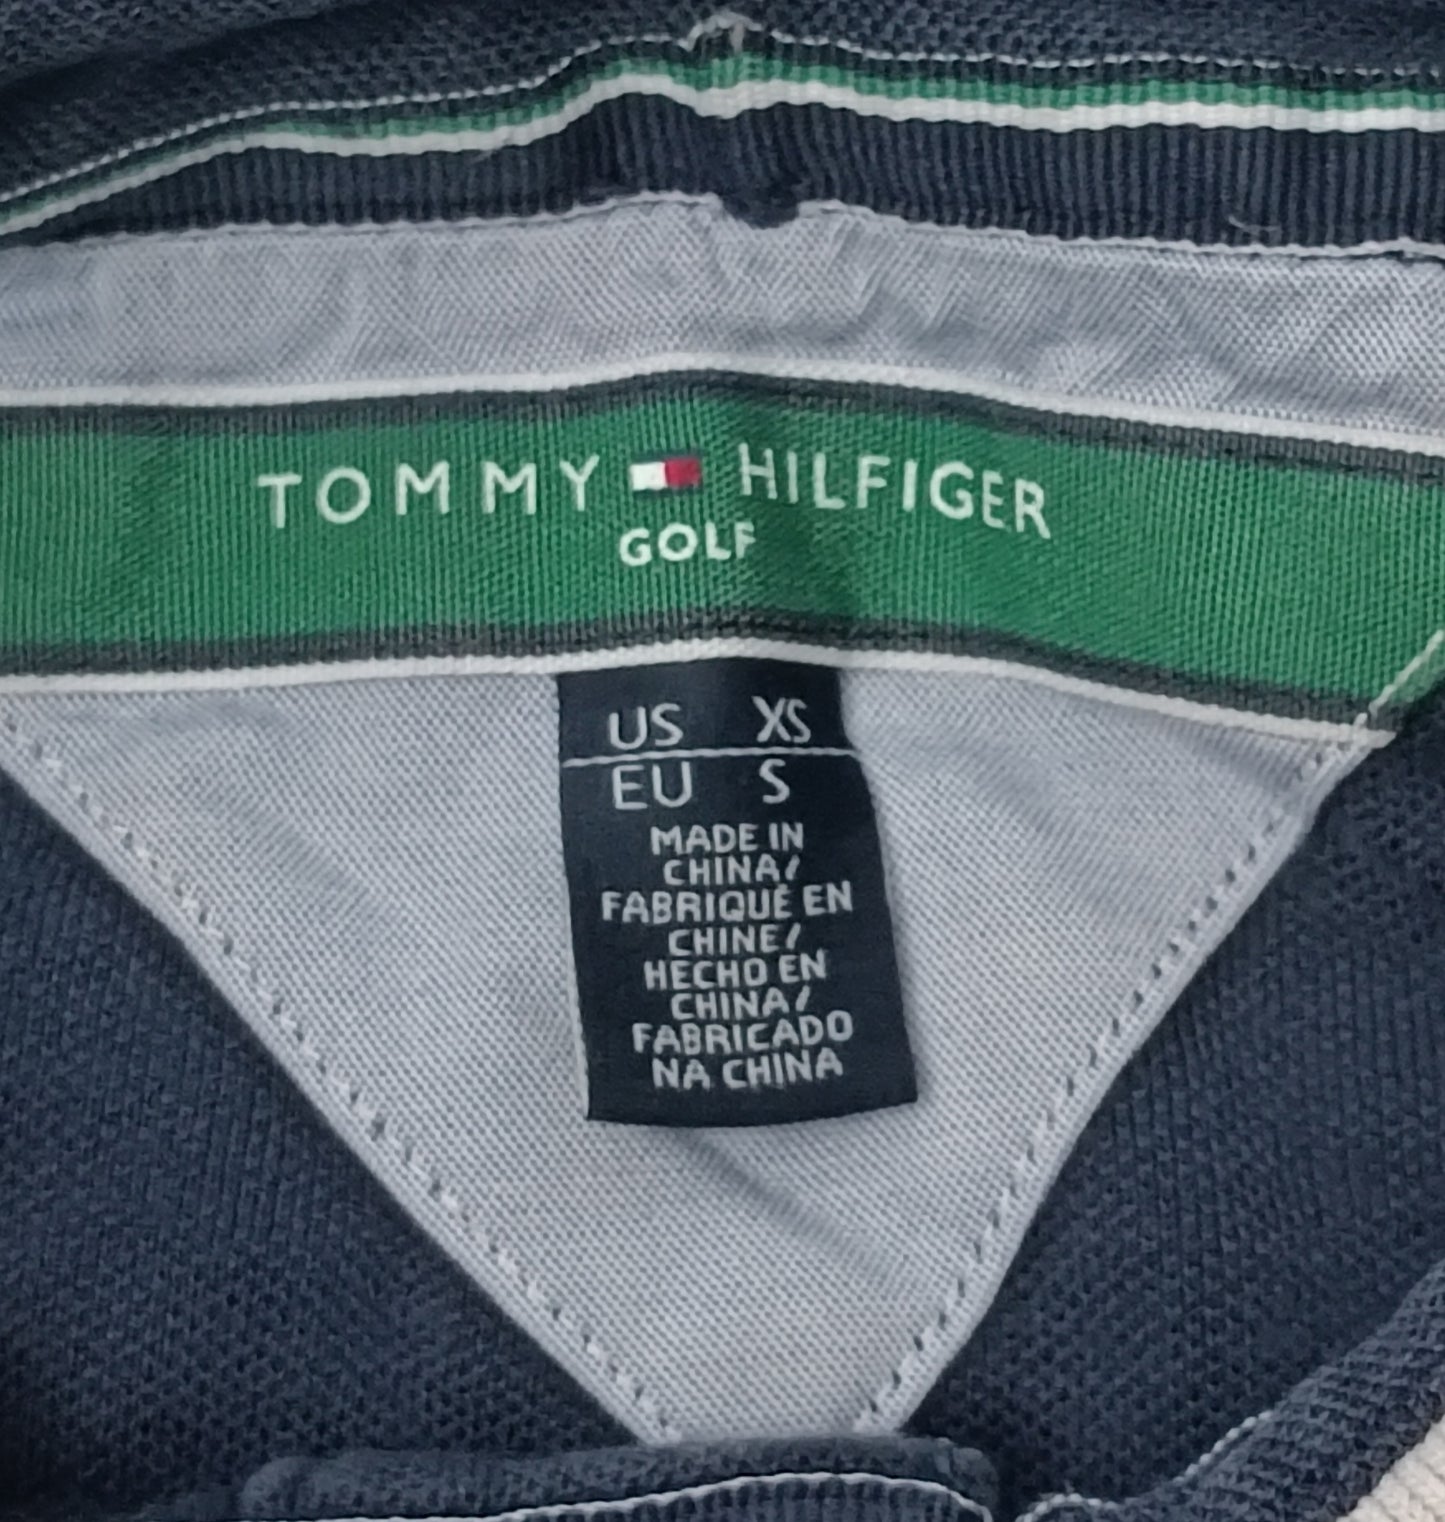 TOMMY HILFIGER
GOLF
US XS
EU S
MADE IN
CHINA/
FABRIQUÉ EN
CHINE/
HECHO EN
CHINA/
FABRICADO
NA CHINA